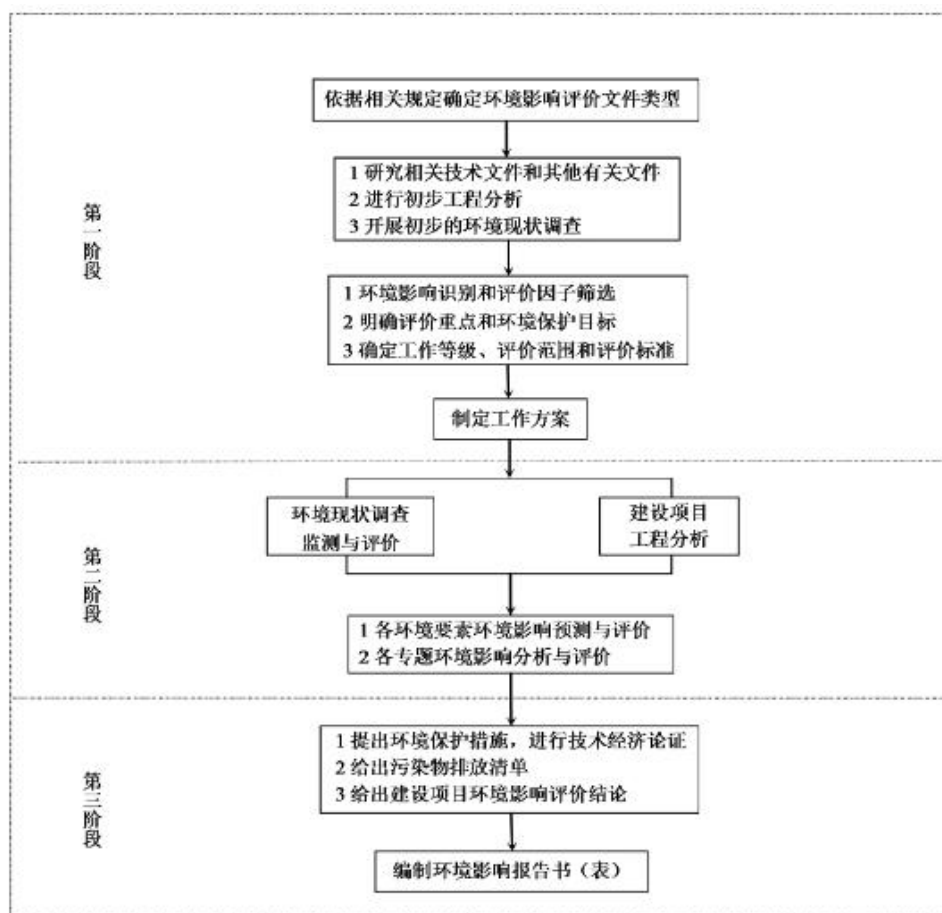 依据相关规定确定环境影响评价文件类型
1 研究相关技术文件和其他有关文件
2 进行初步工程分析
3 开展初步的环境现状调查
第一阶段
1 环境影响识别和评价因子筛选
2 明确评价重点和环境保护目标
3 确定工作等级、评价范围和评价标准
制定工作方案
环境现状调查
监测与评价
建设项目
工程分析
第二阶段
1 各环境要素环境影响预测与评价
2 各专题环境影响分析与评价
1 提出环境保护措施，进行技术经济论证
2 给出污染物排放清单
3 给出建设项目环境影响评价结论
第三阶段
编制环境影响报告书（表）